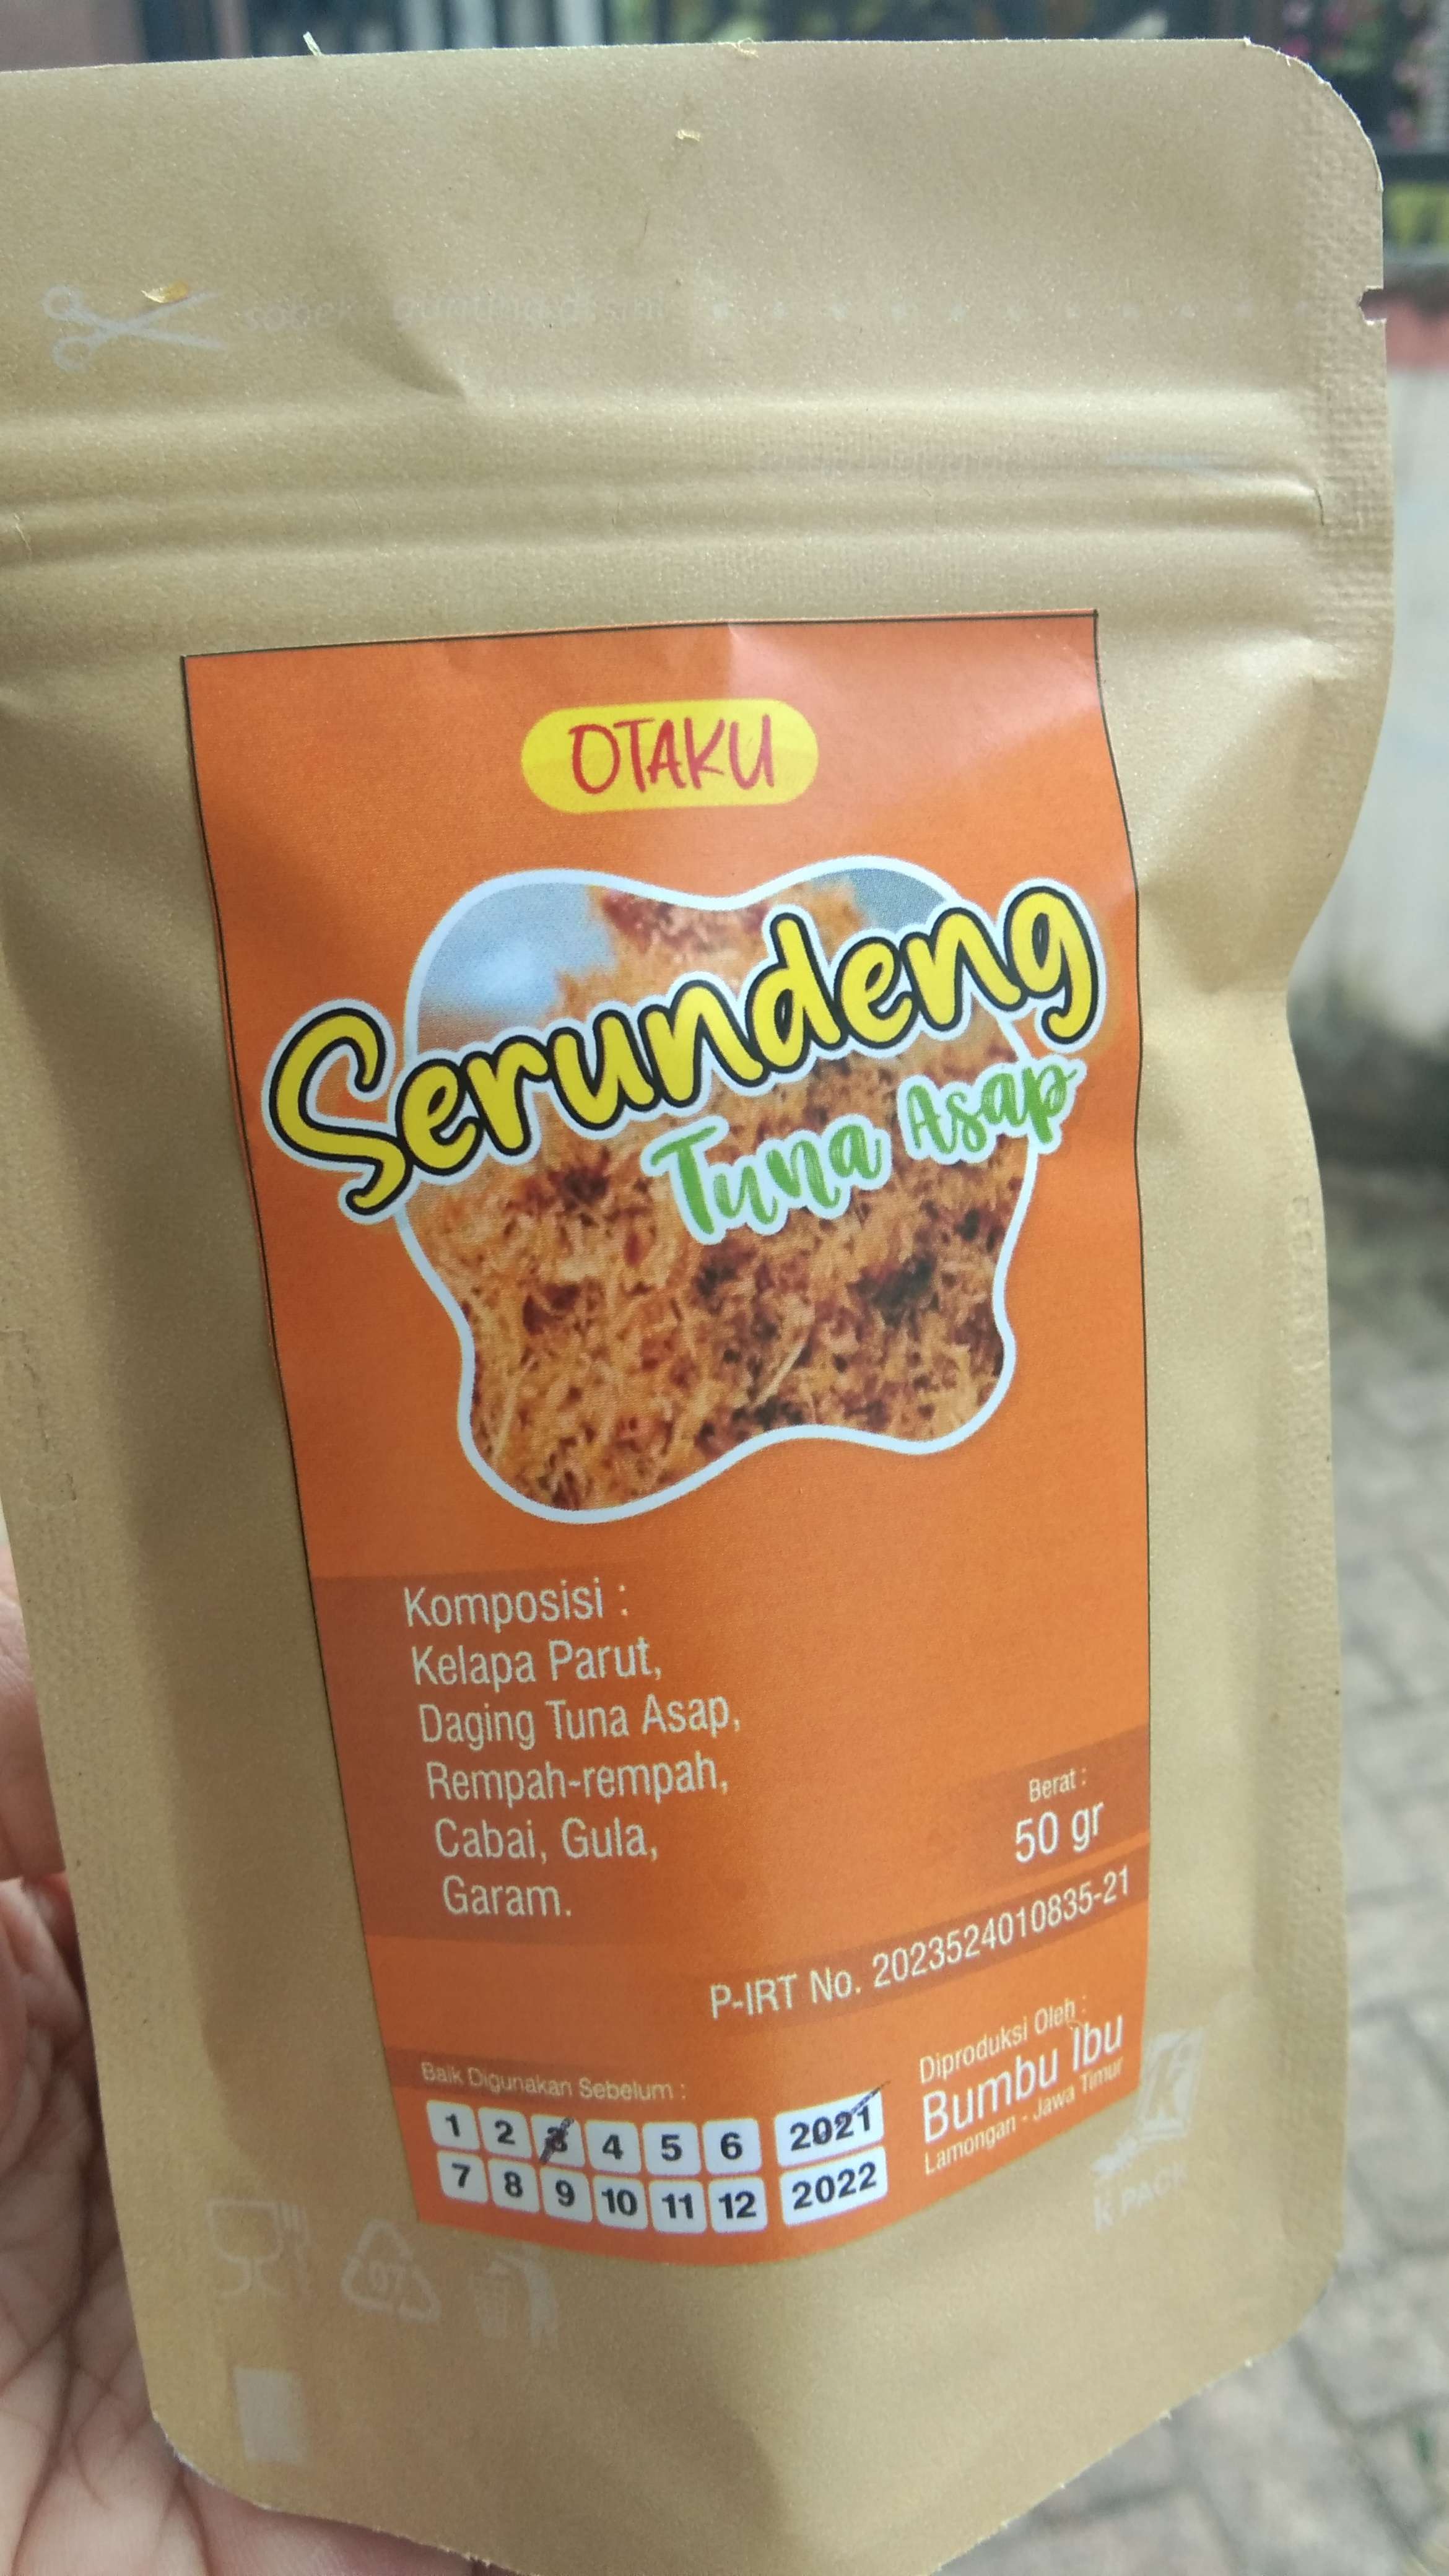 OTAKU
Serundeng
Tuna Asap
Komposisi :
Kelapa Parut,
Daging Tuna Asap,
Rempah-rempah,
Cabai, Gula,
Garam.
Berat :
50 gr
P-IRT No. 2023524010835-21
Baik Digunakan Sebelum :
1 2 3 4 5 6 2021
7 8 9 10 11 12 2022
Diproduksi Oleh :
Bumbu Ibu
Lamongan - Jawa Timur
07
K PACK